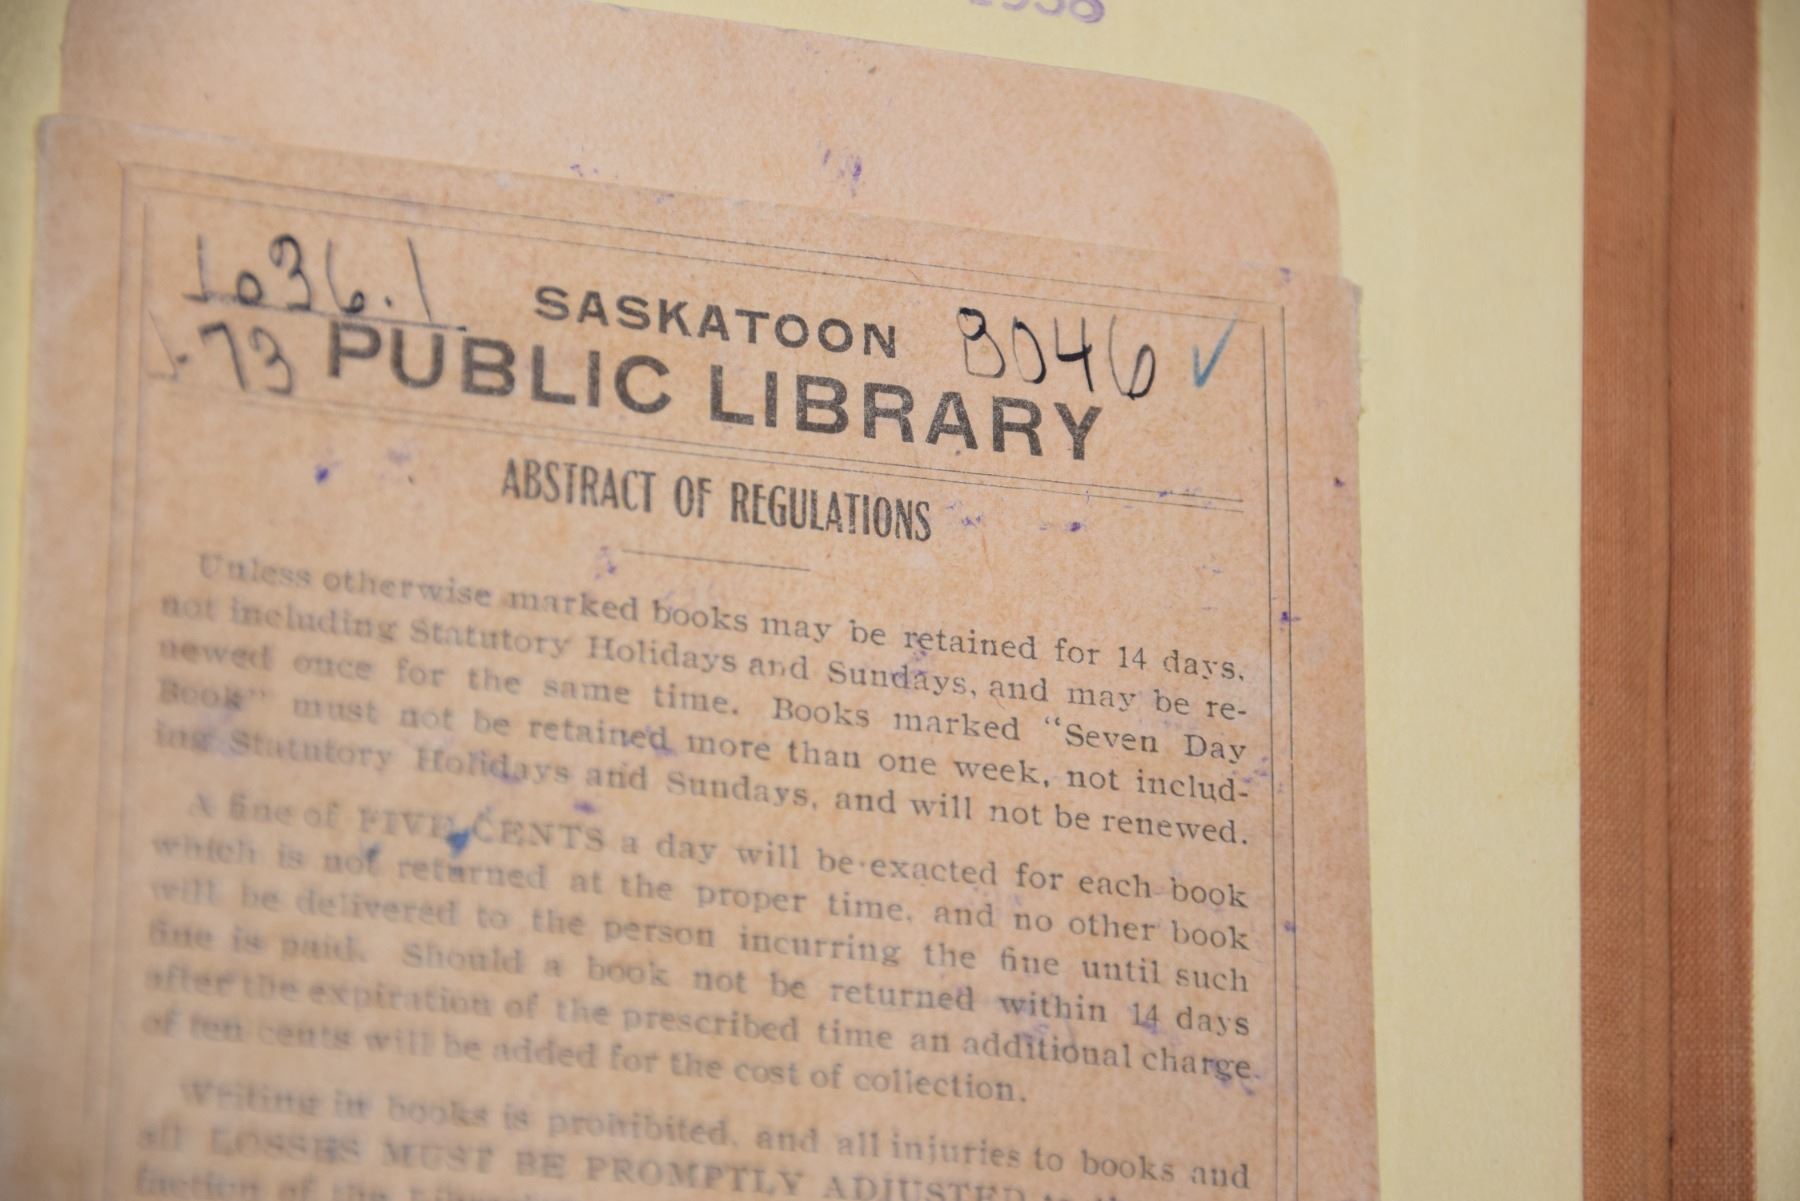 1938
J036.1
J.73
SASKATOON
8046 ✓
PUBLIC LIBRARY
ABSTRACT OF REGULATIONS
Unless otherwise marked books may be retained for 14 days,
not including Statutory Holidays and Sundays, and may be re-
newed once for the same time. Books marked "Seven Day
Book" must not be retained more than one week, not includ-
ing Statutory Holidays and Sundays, and will not be renewed.
A fine of FIVE CENTS a day will be exacted for each book
which is not returned at the proper time, and no other book
will be delivered to the person incurring the fine until such
fine is paid. Should a book not be returned within 14 days
after the expiration of the prescribed time an additional charge
of ten cents will be added for the cost of collection.
Writing in books is prohibited, and all injuries to books and
all LOSSES MUST BE PROMPTLY ADJUSTED to the
faction of the